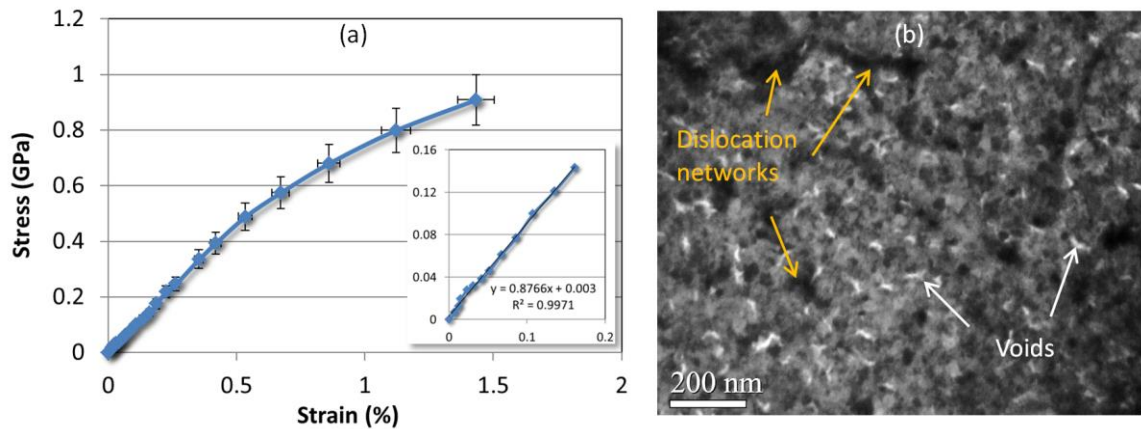 (a)
1.2
1
0.8
0.6
0.4
0.2
0
Stress (GPa)
0
0.5
1
1.5
2
Strain (%)
0.16
0.12
0.08
0.04
0
0
0.1
0.2
y = 0.8766x + 0.003
R² = 0.9971
(b)
Dislocation
networks
Voids
200 nm